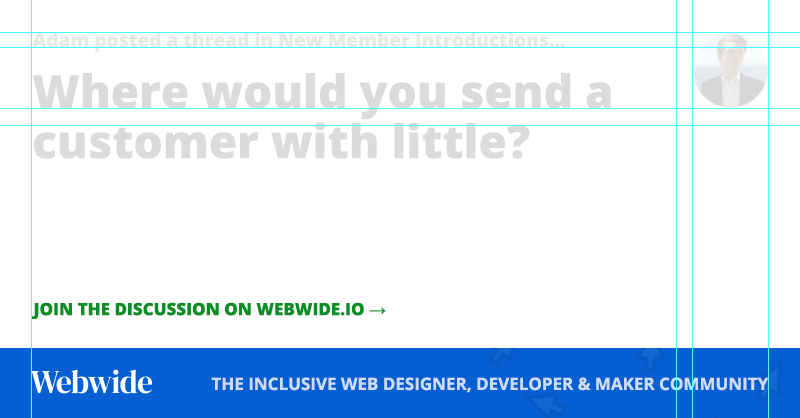 Adam posted a thread in New Member Introductions...
Where would you send a
customer with little?
JOIN THE DISCUSSION ON WEBWIDE.IO →
Webwide
THE INCLUSIVE WEB DESIGNER, DEVELOPER & MAKER COMMUNITY